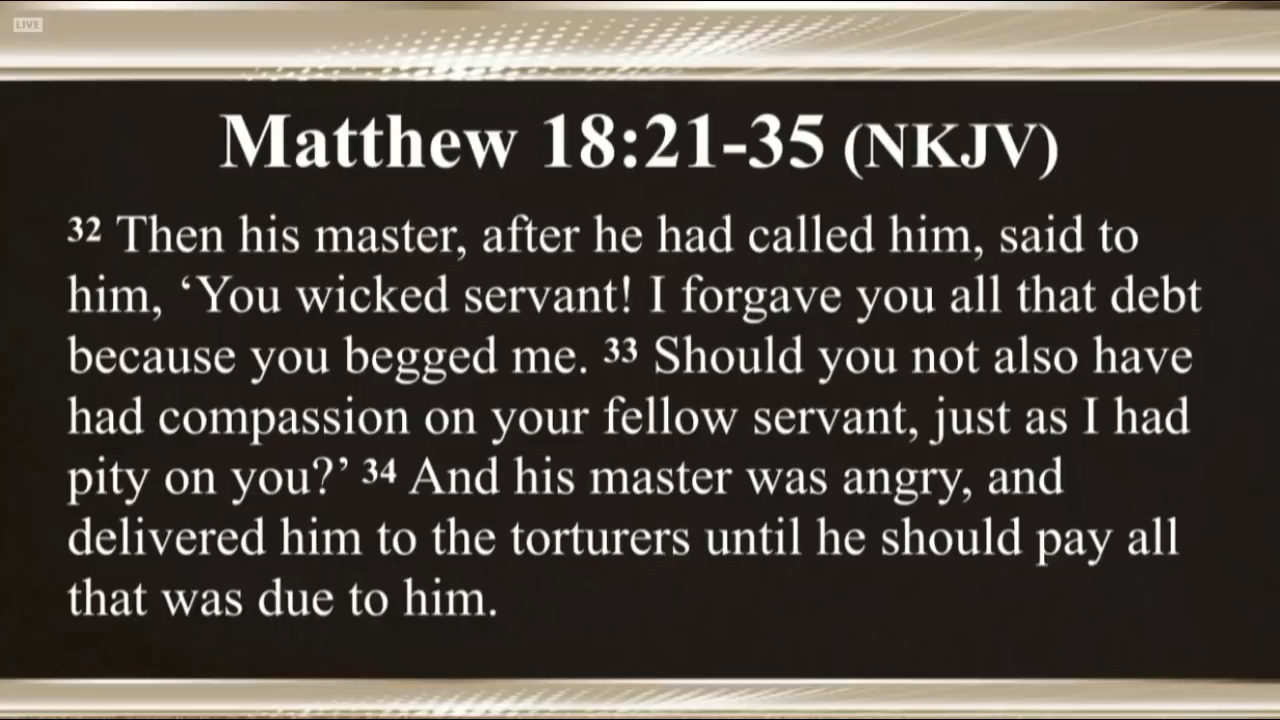 LIVE
Matthew 18:21-35 (NKJV)
32 Then his master, after he had called him, said to
him, ‘You wicked servant! I forgave you all that debt
because you begged me. 33 Should you not also have
had compassion on your fellow servant, just as I had
pity on you?’ 34 And his master was angry, and
delivered him to the torturers until he should pay all
that was due to him.